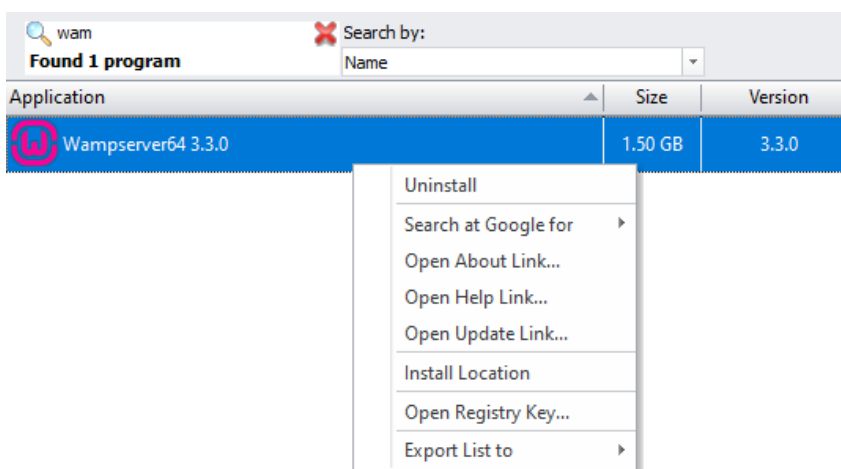 wam
Search by:
Found 1 program
Name
Application Size Version
Wampserver64 3.3.0 1.50 GB 3.3.0
Uninstall
Search at Google for
Open About Link...
Open Help Link...
Open Update Link...
Install Location
Open Registry Key...
Export List to